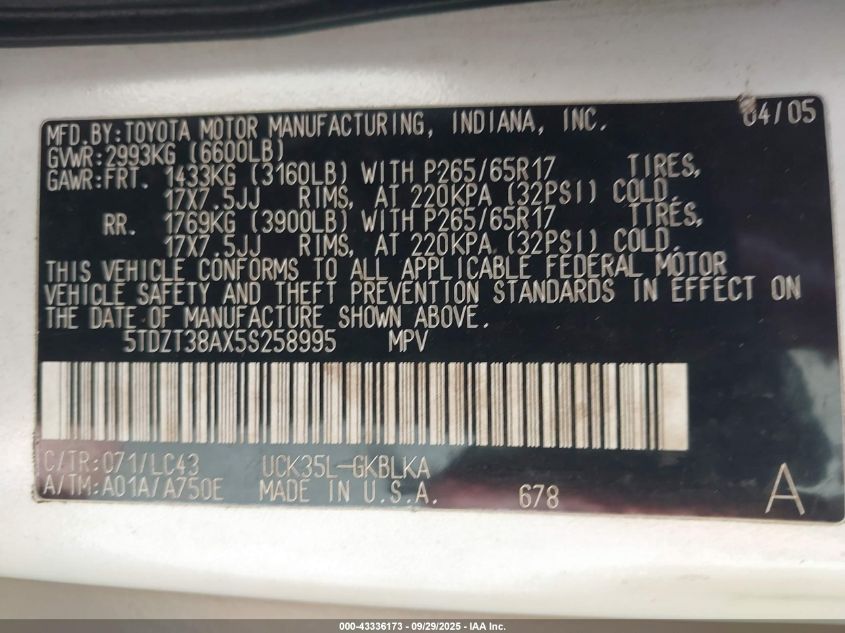 04/05
MFD.BY:TOYOTA MOTOR MANUFACTURING, INDIANA, INC.
GVWR:2993KG (6600LB)
GAWR:FRT. 1433KG (3160LB) WITH P265/65R17 TIRES,
17X7.5JJ RIMS, AT 220KPA (32PSI) COLD.
RR. 1769KG (3900LB) WITH P265/65R17 TIRES,
17X7.5JJ RIMS, AT 220KPA (32PSI) COLD.
THIS VEHICLE CONFORMS TO ALL APPLICABLE FEDERAL MOTOR
VEHICLE SAFETY AND THEFT PREVENTION STANDARDS IN EFFECT ON
THE DATE OF MANUFACTURE SHOWN ABOVE.
5TDZT38AX5S258995 MPV
C/TR:071/LC43 UCK35L-GKBLKA
A/TM:A01A/A750E MADE IN U.S.A. 678 A
000-43336173 - 09/29/2025 - IAA Inc.